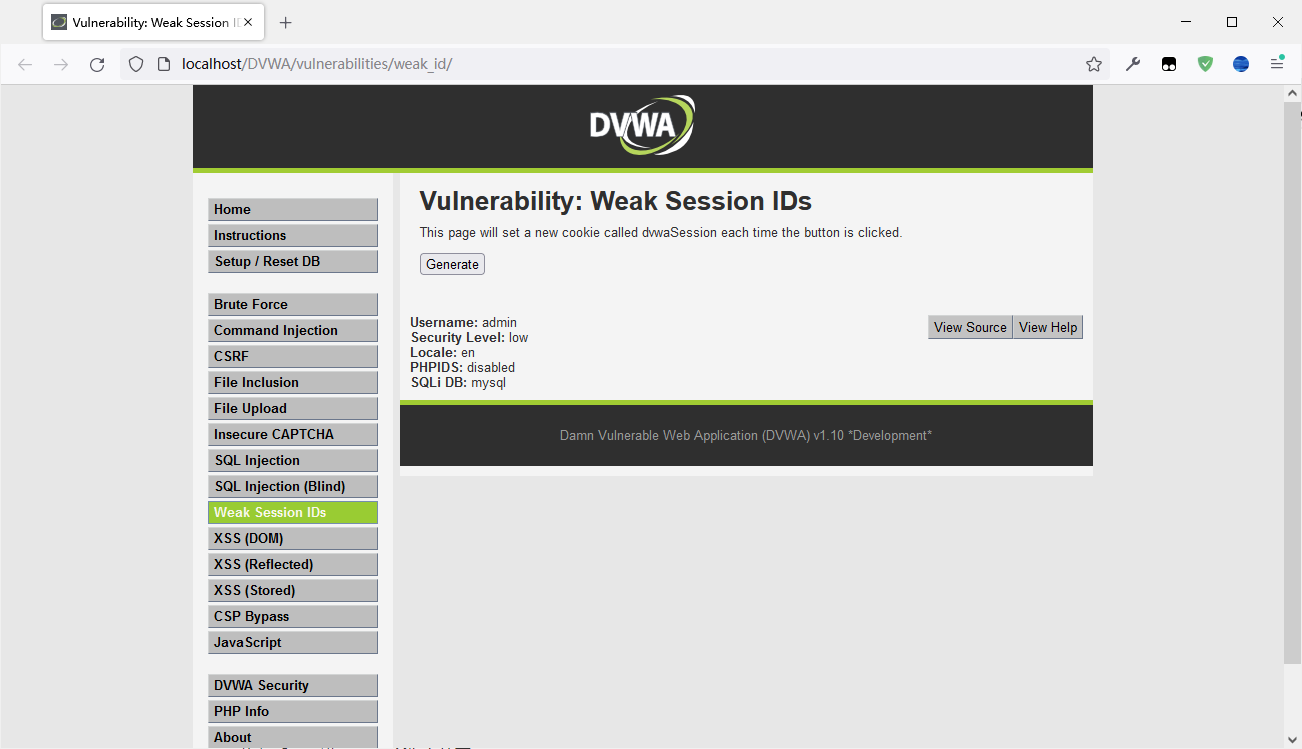 Vulnerability: Weak Session I
localhost/DVWA/vulnerabilities/weak_id/
DVWA
Home
Instructions
Setup / Reset DB
Brute Force
Command Injection
CSRF
File Inclusion
File Upload
Insecure CAPTCHA
SQL Injection
SQL Injection (Blind)
Weak Session IDs
XSS (DOM)
XSS (Reflected)
XSS (Stored)
CSP Bypass
JavaScript
DVWA Security
PHP Info
About
Vulnerability: Weak Session IDs
This page will set a new cookie called dvwaSession each time the button is clicked.
Generate
Username: admin
Security Level: low
Locale: en
PHPIDS: disabled
SQLi DB: mysql
View Source View Help
Damn Vulnerable Web Application (DVWA) v1.10 *Development*